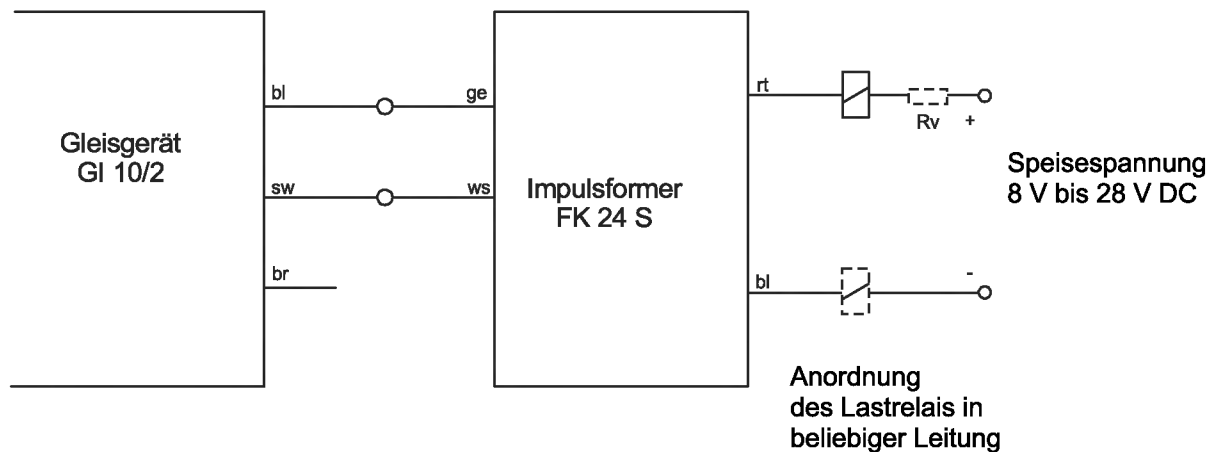 bl
ge
rt
Rv
+
Gleisgerät
GI 10/2
Speisespannung
8 V bis 28 V DC
sw
ws
Impulsformer
FK 24 S
br
bl
-
Anordnung
des Lastrelais in
beliebiger Leitung